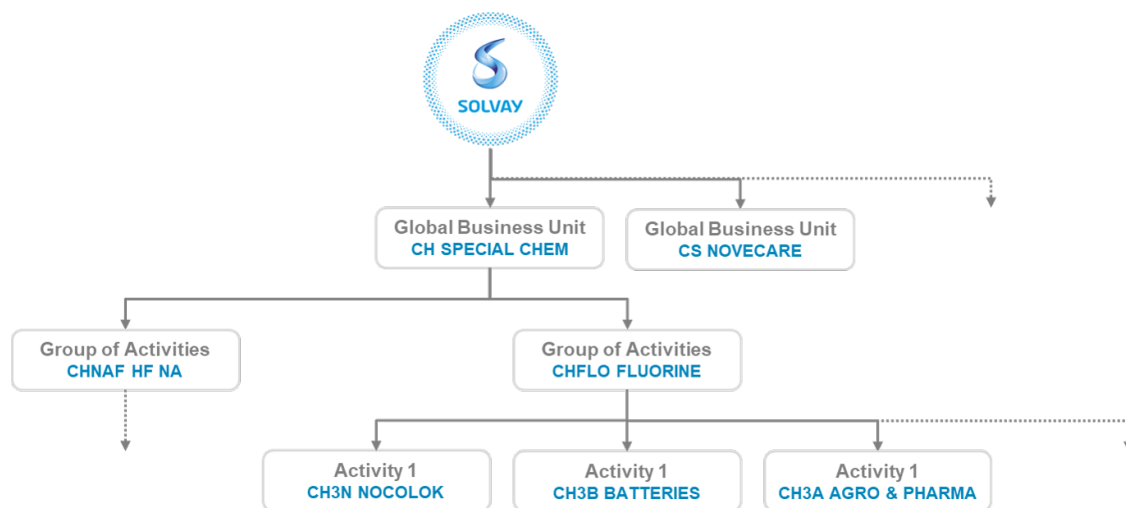 SOLVAY
Global Business Unit
CH SPECIAL CHEM
Global Business Unit
CS NOVECARE
Group of Activities
CHNAF HF NA
Group of Activities
CHFLO FLUORINE
Activity 1
CH3N NOCOLOK
Activity 1
CH3B BATTERIES
Activity 1
CH3A AGRO & PHARMA